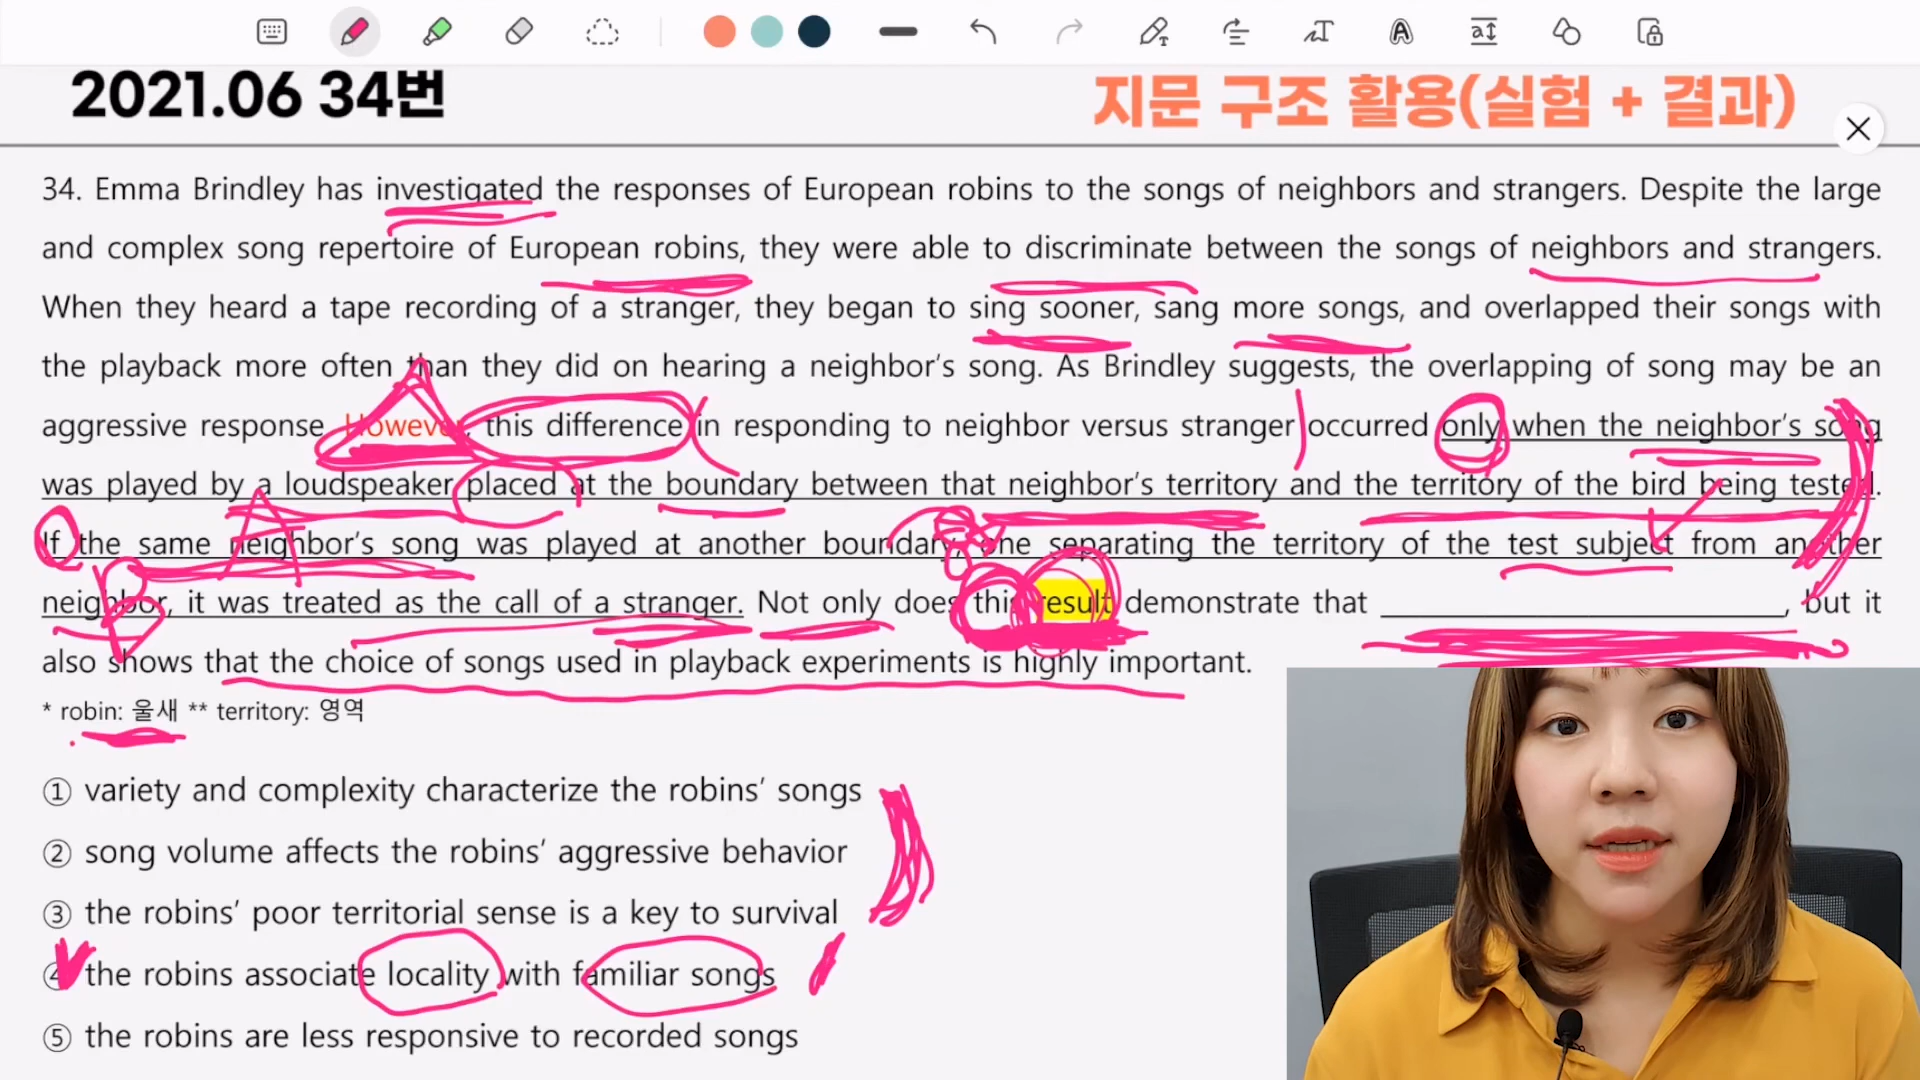 2021.06 34번
지문 구조 활용(실험 + 결과)
34. Emma Brindley has investigated the responses of European robins to the songs of neighbors and strangers. Despite the large
and complex song repertoire of European robins, they were able to discriminate between the songs of neighbors and strangers.
When they heard a tape recording of a stranger, they began to sing sooner, sang more songs, and overlapped their songs with
the playback more often than they did on hearing a neighbor's song. As Brindley suggests, the overlapping of song may be an
aggressive response. However, this difference in responding to neighbor versus stranger occurred only when the neighbor's song
was played by a loudspeaker placed at the boundary between that neighbor's territory and the territory of the bird being tested.
If the same neighbor's song was played at another boundary, one separating the territory of the test subject from another
neighbor, it was treated as the call of a stranger. Not only does this result demonstrate that ____________________, but it
also shows that the choice of songs used in playback experiments is highly important.
* robin: 울새 ** territory: 영역
① variety and complexity characterize the robins' songs
② song volume affects the robins' aggressive behavior
③ the robins' poor territorial sense is a key to survival
④ the robins associate locality with familiar songs
⑤ the robins are less responsive to recorded songs